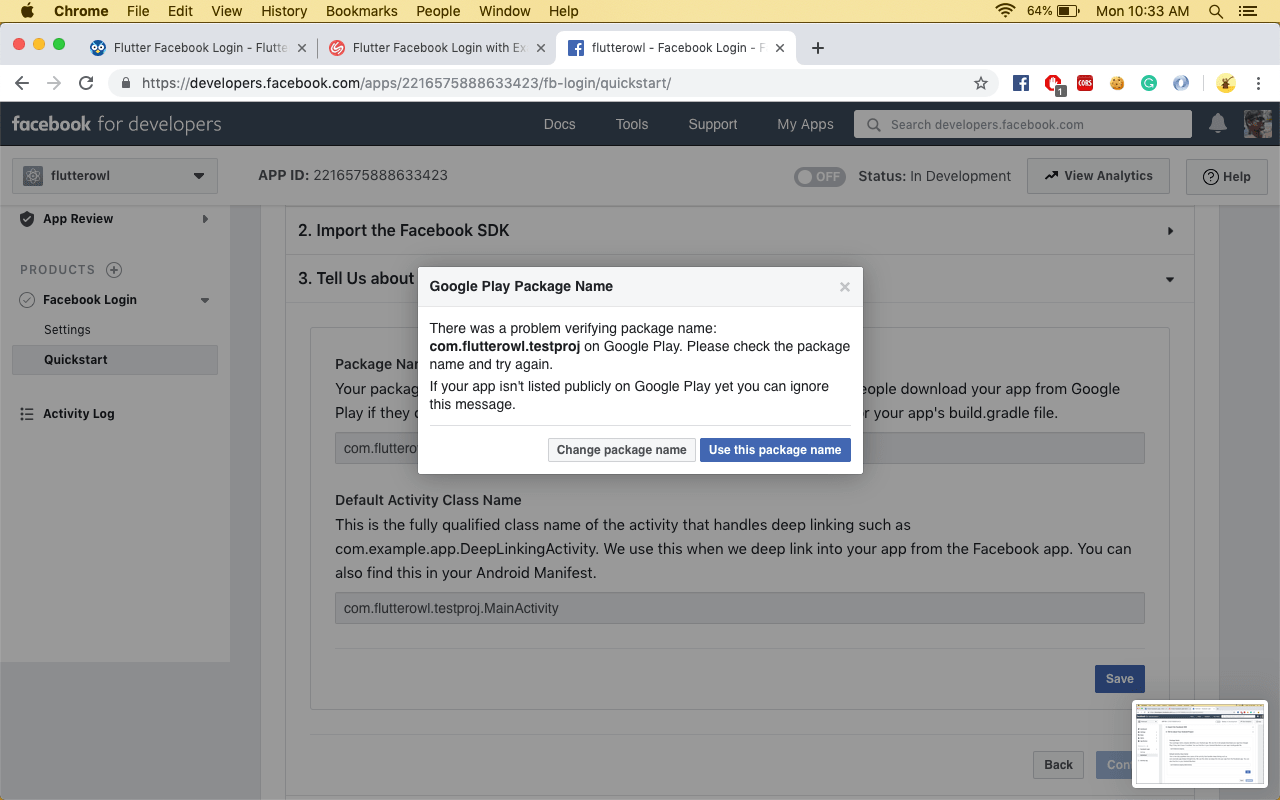 Chrome File Edit View History Bookmarks People Window Help 64% Mon 10:33 AM
Flutter Facebook Login - Flutte Flutter Facebook Login with Ex flutterowl - Facebook Login - F
https://developers.facebook.com/apps/2216575888633423/fb-login/quickstart/
CORS
1
facebook for developers Docs Tools Support My Apps Search developers.facebook.com
flutterowl APP ID: 2216575888633423 OFF Status: In Development View Analytics Help
App Review
PRODUCTS
Facebook Login
Settings
Quickstart
Activity Log
2. Import the Facebook SDK
3. Tell Us about
Google Play Package Name
There was a problem verifying package name:
com.flutterowl.testproj on Google Play. Please check the package
name and try again.
If your app isn't listed publicly on Google Play yet you can ignore
this message.
Change package name Use this package name
Package Nam
Your packag eople download your app from Google
Play if they r your app's build.gradle file.
com.flutter
Default Activity Class Name
This is the fully qualified class name of the activity that handles deep linking such as
com.example.app.DeepLinkingActivity. We use this when we deep link into your app from the Facebook app. You can
also find this in your Android Manifest.
com.flutterowl.testproj.MainActivity
Save
Back Con